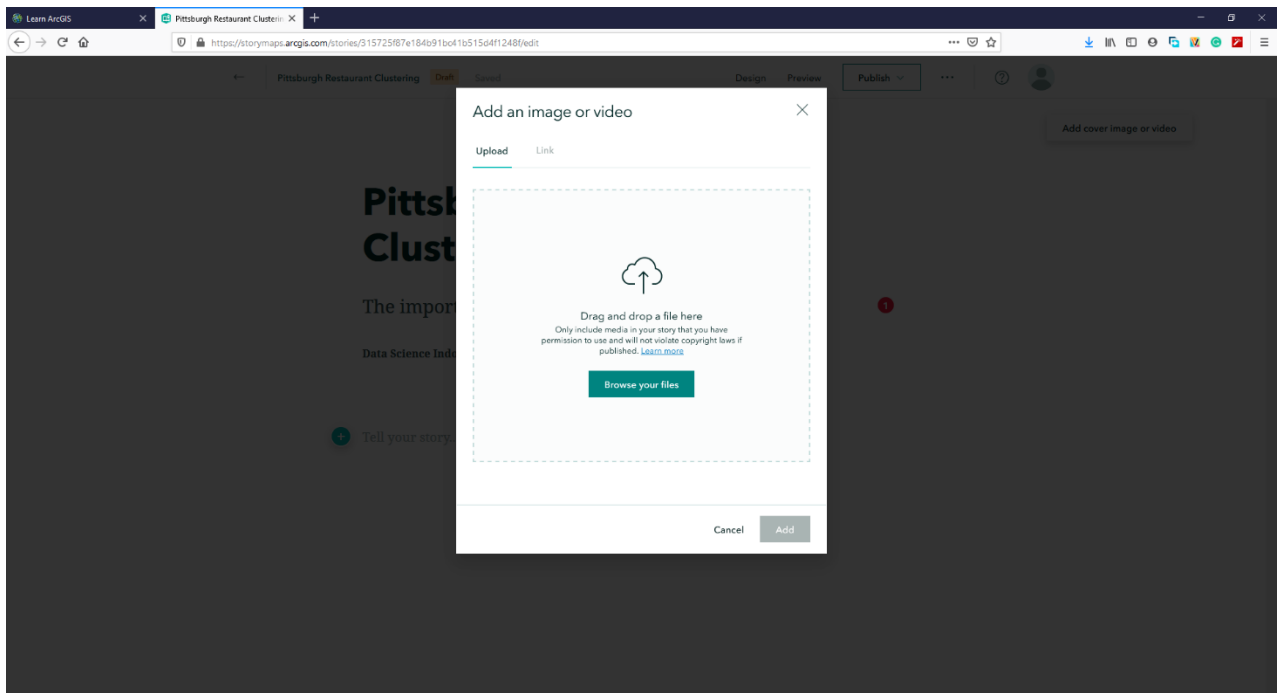 Learn ArcGIS
Pittsburgh Restaurant Clusterin
https://storymaps.arcgis.com/stories/315725f87e184b91bc41b515d4f1248f/edit
Pittsburgh Restaurant Clustering Draft Saved Design Preview Publish
Add an image or video
Add cover image or video
Upload Link
Pittsb
Clust
The import
1
Data Science Indo
Tell your story...
Drag and drop a file here
Only include media in your story that you have
permission to use and will not violate copyright laws if
published. Learn more
Browse your files
Cancel Add